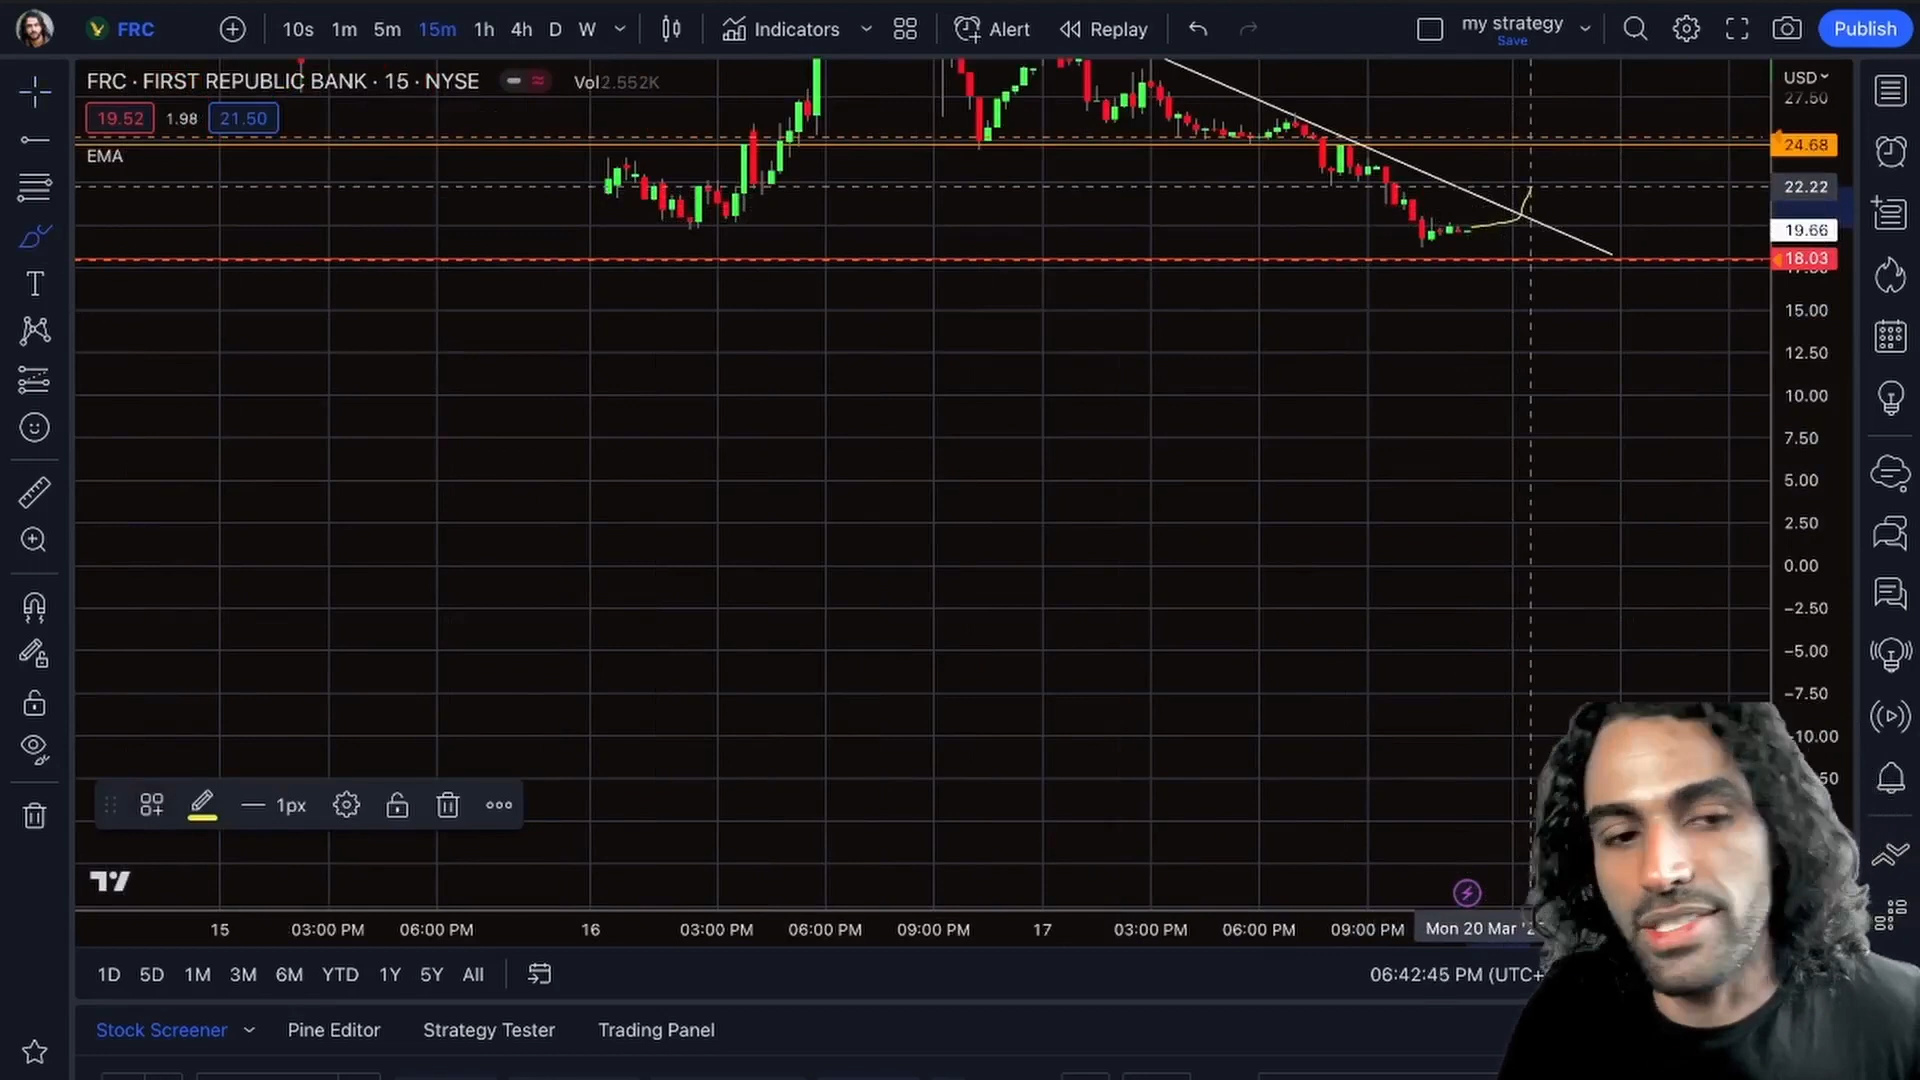 FRC
10s 1m 5m 15m 1h 4h D W
Indicators
Alert
Replay
my strategy
Save
Publish
FRC · FIRST REPUBLIC BANK · 15 · NYSE
Vol 2.552K
19.52 1.98 21.50
EMA
USD
27.50
24.68
22.22
19.66
18.03
15.00
12.50
10.00
7.50
5.00
2.50
0.00
−2.50
−5.00
−7.50
10.00
1px
15 03:00 PM 06:00 PM 16 03:00 PM 06:00 PM 09:00 PM 17 03:00 PM 06:00 PM 09:00 PM Mon 20 Mar '2
1D 5D 1M 3M 6M YTD 1Y 5Y All
06:42:45 PM (UTC+
Stock Screener Pine Editor Strategy Tester Trading Panel